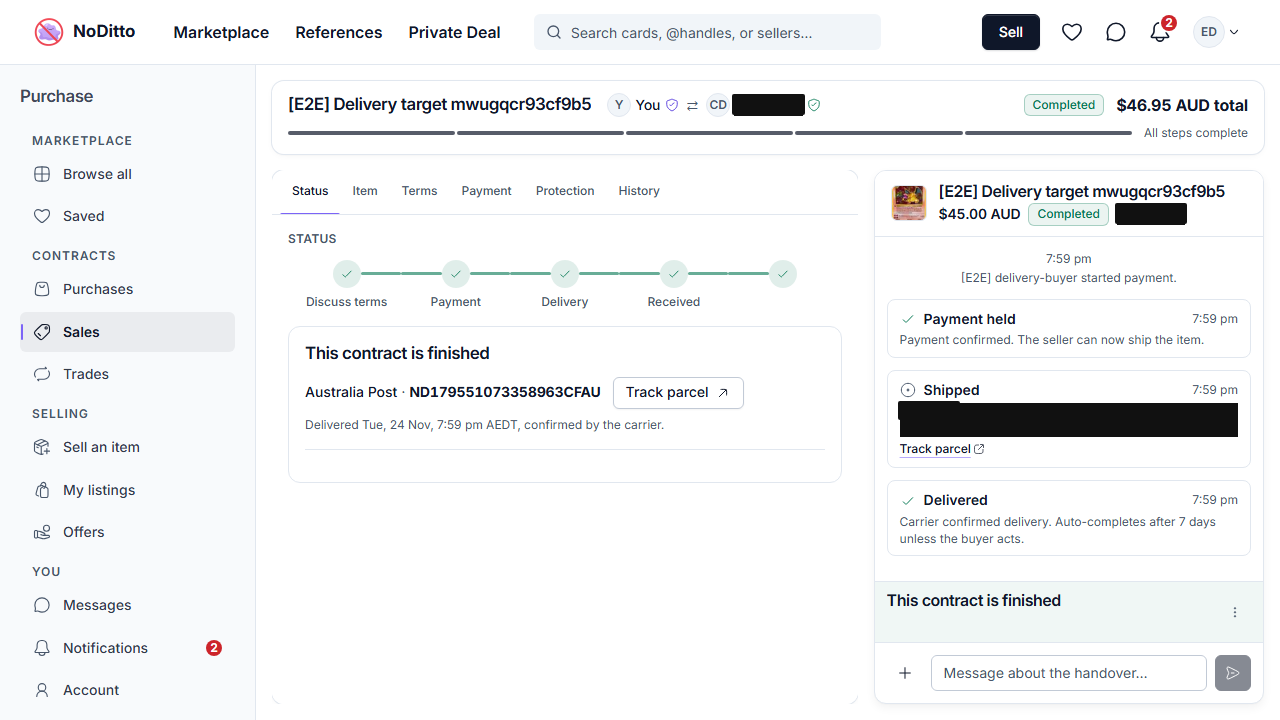 NoDitto
Marketplace
References
Private Deal
Search cards, @handles, or sellers...
Sell
2
ED
Purchase
MARKETPLACE
Browse all
Saved
CONTRACTS
Purchases
Sales
Trades
SELLING
Sell an item
My listings
Offers
YOU
Messages
Notifications
2
Account
[E2E] Delivery target mwugqcr93cf9b5
Y You
CD
Completed
$46.95 AUD total
All steps complete
Status
Item
Terms
Payment
Protection
History
STATUS
Discuss terms
Payment
Delivery
Received
This contract is finished
Australia Post · ND179551073358963CFAU
Track parcel
Delivered Tue, 24 Nov, 7:59 pm AEDT, confirmed by the carrier.
[E2E] Delivery target mwugqcr93cf9b5
$45.00 AUD
Completed
7:59 pm
[E2E] delivery-buyer started payment.
Payment held
7:59 pm
Payment confirmed. The seller can now ship the item.
Shipped
7:59 pm
Track parcel
Delivered
7:59 pm
Carrier confirmed delivery. Auto-completes after 7 days
unless the buyer acts.
This contract is finished
Message about the handover...